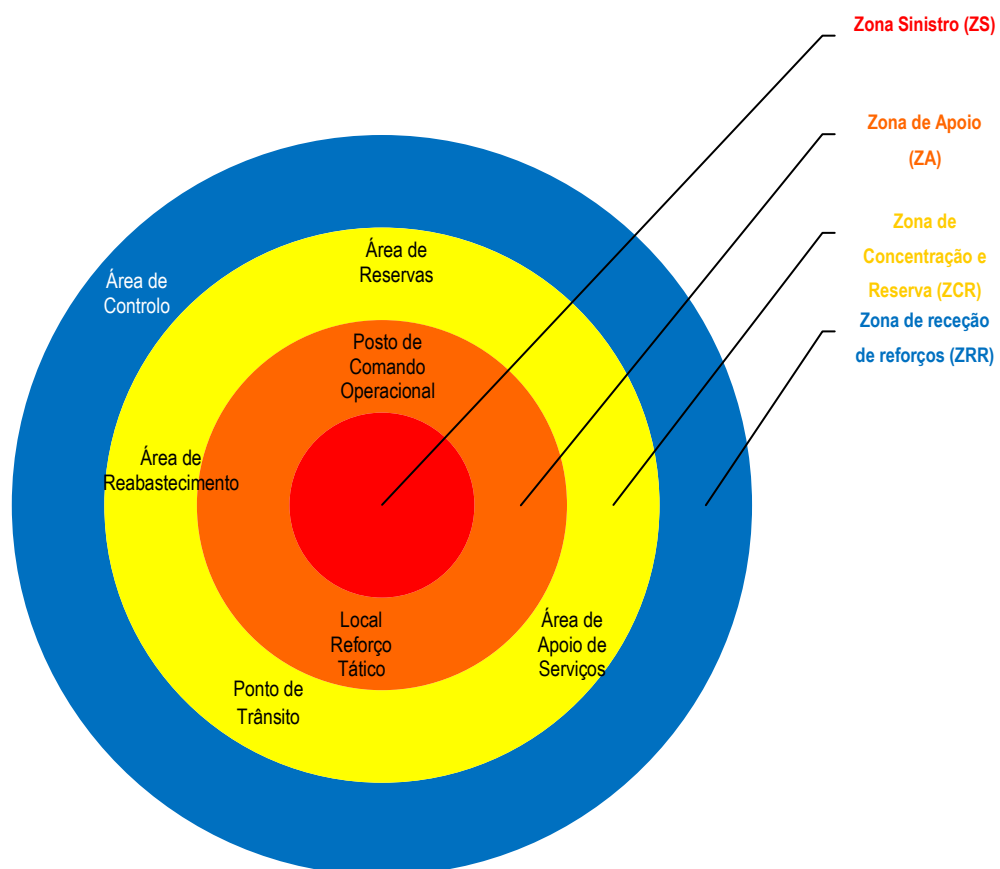 Zona Sinistro (ZS)
Zona de Apoio
(ZA)
Zona de
Concentração e
Reserva (ZCR)
Zona de receção
de reforços (ZRR)
Área de
Reservas
Área de
Controlo
Posto de
Comando
Operacional
Área de
Reabastecimento
Local
Reforço
Tático
Área de
Apoio de
Serviços
Ponto de
Trânsito